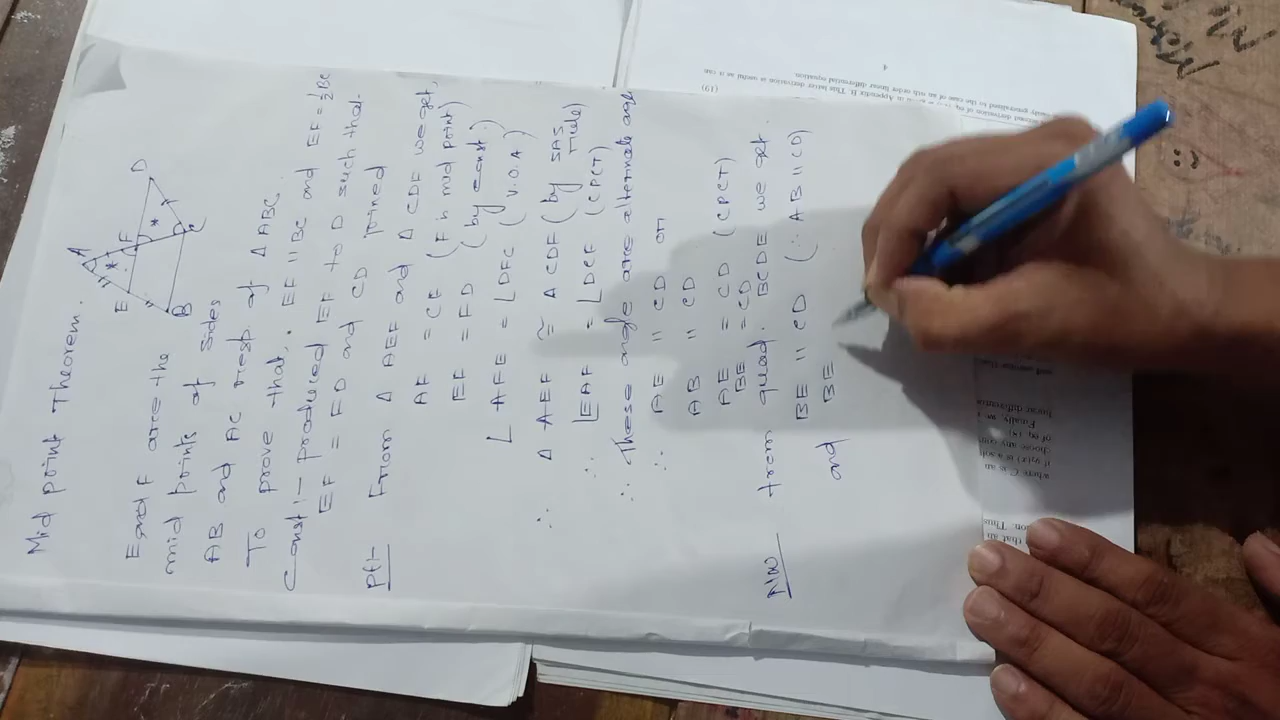 Mid point Theorem.
E and F are the
mid points of sides
AB and AC resp of Δ ABC.
To prove that, EF || BC and EF = ½ BC
Const :- produced EF to D such that
EF = FD and CD joined
A
E
F
D
B
C
Pf:- From Δ AEF and Δ CDF we get,
AF = CF (F is mid point)
EF = FD (by const.)
∠ AFE = ∠DFC (V.O.A)
∴ Δ AEF ≅ Δ CDF (by SAS rule)
∴ ∠EAF = ∠DCF (CPCT)
∴ These angle are alternate angle
∴ AE || CD or
AB || CD
AE = CD (CPCT)
BE = CD
Now from quad. BCDE we get.
BE || CD (∵ AB || CD)
and BE
4
(19)